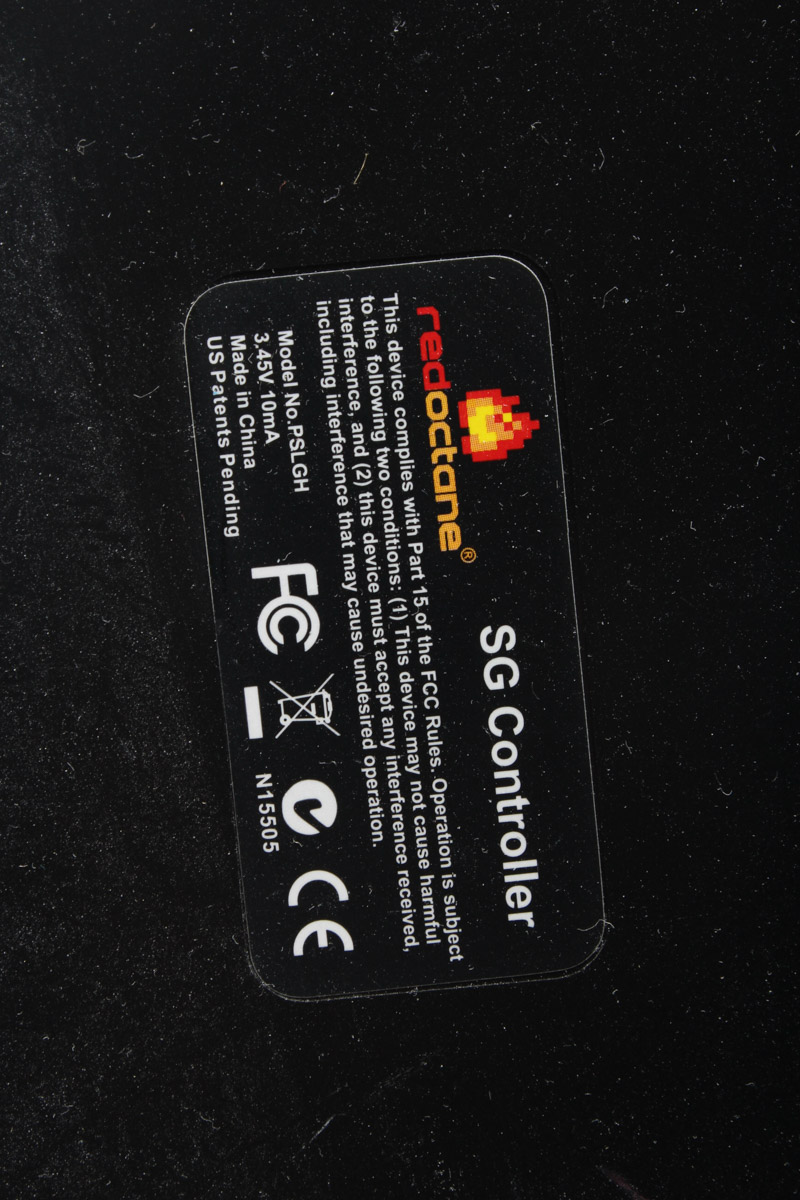 redoctane®
SG Controller
This device complies with Part 15 of the FCC Rules. Operation is subject
to the following two conditions: (1) This device may not cause harmful
interference, and (2) this device must accept any interference received,
including interference that may cause undesired operation.
Model No.PSLGH
3.45V 10mA
Made in China
US Patents Pending
FC
CE
N15505